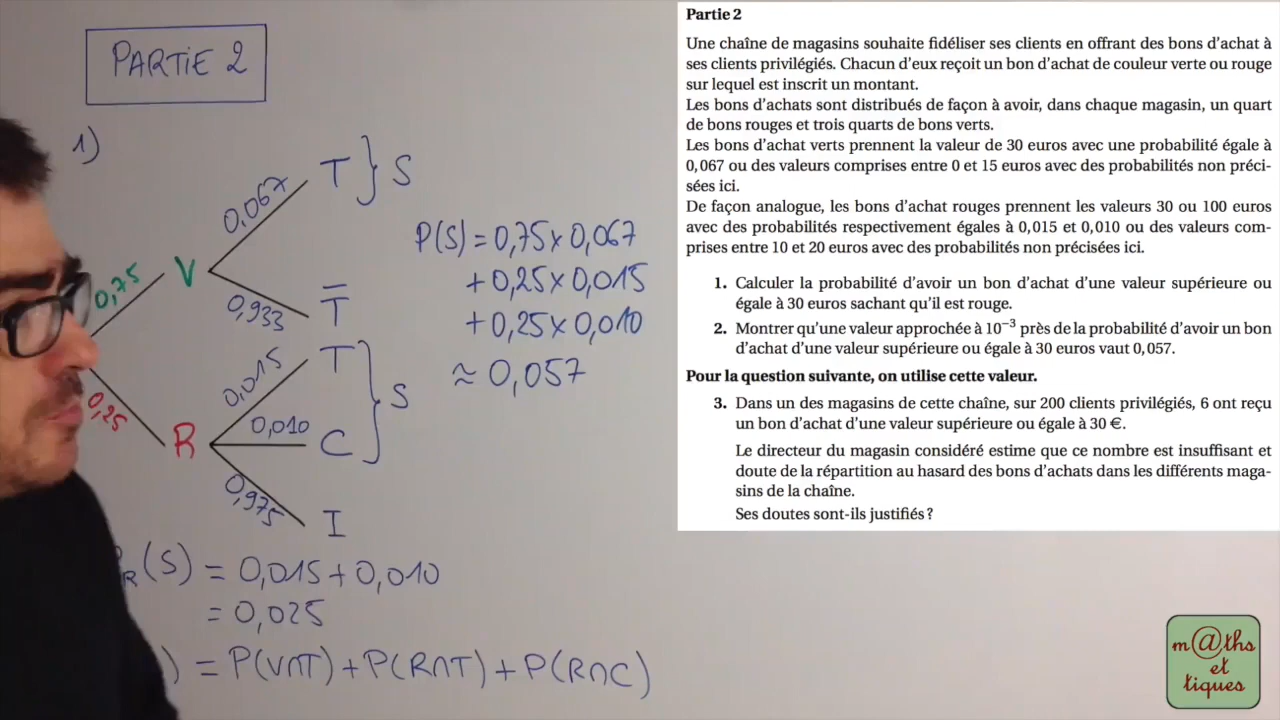 PARTIE 2
1)
0,75
V
0,067
T } S
0,933
T̅
0,25
R
0,015
T
0,010
C
} S
0,975
I
P(S) = 0,75 x 0,067
+ 0,25 x 0,015
+ 0,25 x 0,010
≈ 0,057
R(S) = 0,015 + 0,010
= 0,025
) = P(V∩T) + P(R∩T) + P(R∩C)
Partie 2
Une chaîne de magasins souhaite fidéliser ses clients en offrant des bons d'achat à
ses clients privilégiés. Chacun d'eux reçoit un bon d'achat de couleur verte ou rouge
sur lequel est inscrit un montant.
Les bons d'achats sont distribués de façon à avoir, dans chaque magasin, un quart
de bons rouges et trois quarts de bons verts.
Les bons d'achat verts prennent la valeur de 30 euros avec une probabilité égale à
0,067 ou des valeurs comprises entre 0 et 15 euros avec des probabilités non préci-
sées ici.
De façon analogue, les bons d'achat rouges prennent les valeurs 30 ou 100 euros
avec des probabilités respectivement égales à 0,015 et 0,010 ou des valeurs com-
prises entre 10 et 20 euros avec des probabilités non précisées ici.
1. Calculer la probabilité d'avoir un bon d'achat d'une valeur supérieure ou
égale à 30 euros sachant qu'il est rouge.
2. Montrer qu'une valeur approchée à 10⁻³ près de la probabilité d'avoir un bon
d'achat d'une valeur supérieure ou égale à 30 euros vaut 0,057.
Pour la question suivante, on utilise cette valeur.
3. Dans un des magasins de cette chaîne, sur 200 clients privilégiés, 6 ont reçu
un bon d'achat d'une valeur supérieure ou égale à 30 €.
Le directeur du magasin considéré estime que ce nombre est insuffisant et
doute de la répartition au hasard des bons d'achats dans les différents maga-
sins de la chaîne.
Ses doutes sont-ils justifiés ?
m@ths
et
tiques